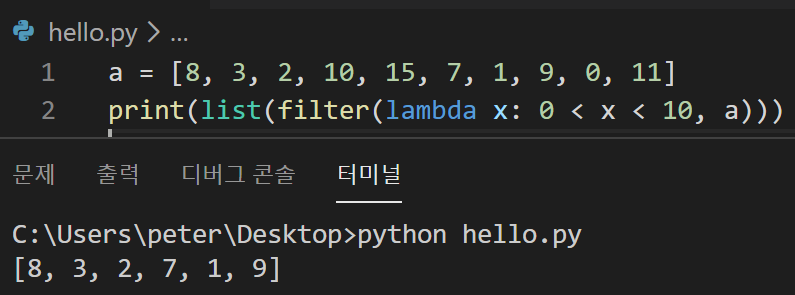 hello.py > ...
1 a = [8, 3, 2, 10, 15, 7, 1, 9, 0, 11]
2 print(list(filter(lambda x: 0 < x < 10, a)))
문제 출력 디버그 콘솔 터미널
C:\Users\peter\Desktop>python hello.py
[8, 3, 2, 7, 1, 9]